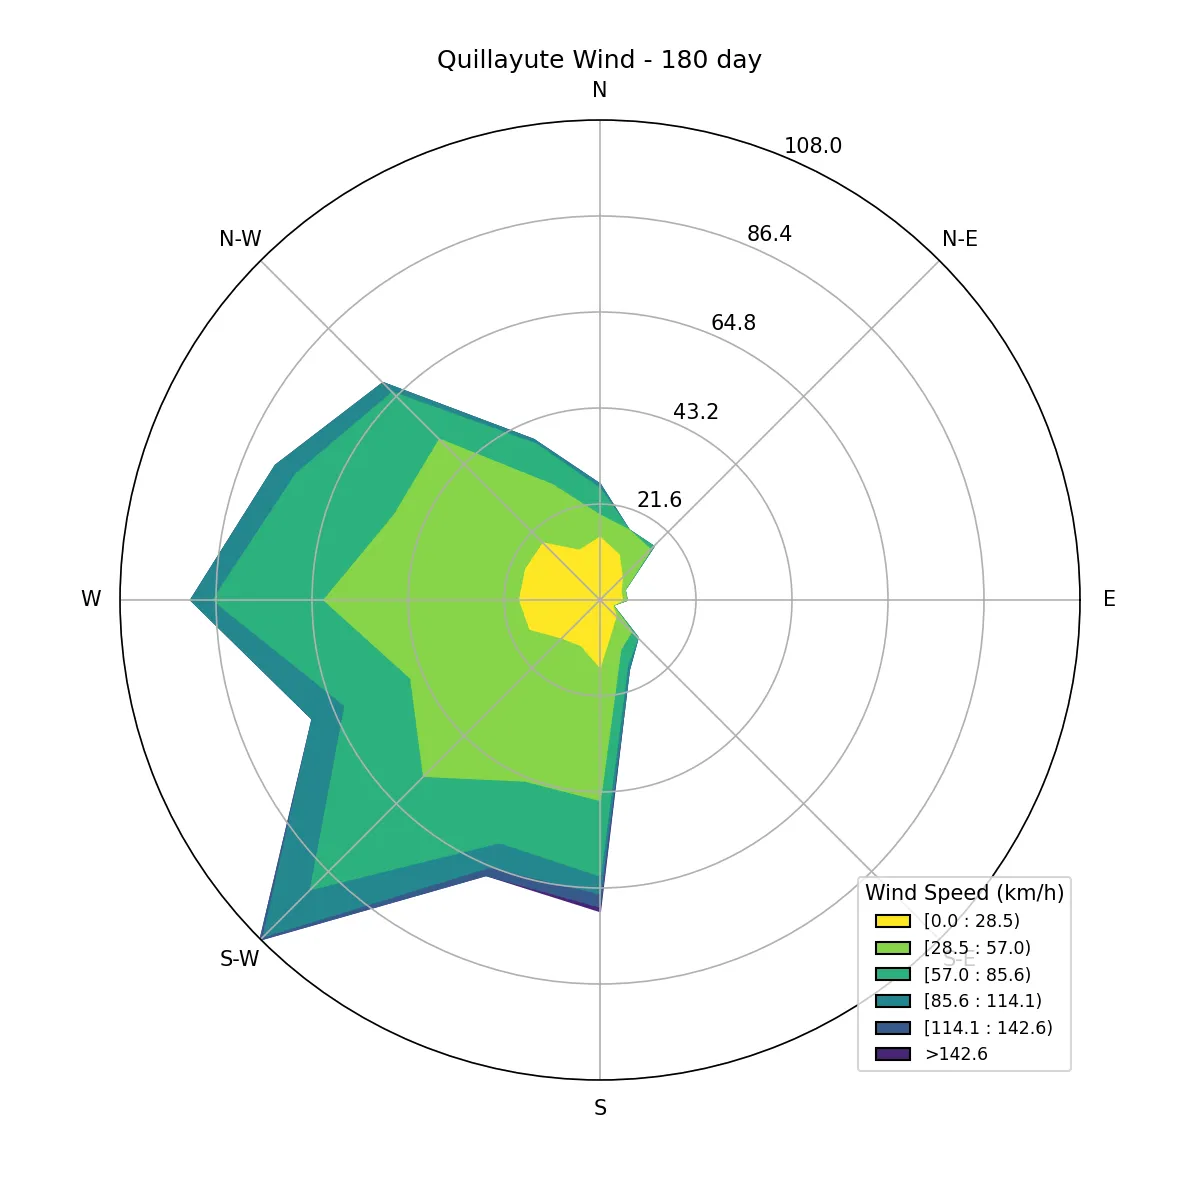 Quillayute Wind - 180 day
N
108.0
N-W
86.4
N-E
64.8
43.2
21.6
W
E
Wind Speed (km/h)
[0.0 : 28.5)
[28.5 : 57.0)
S-W
S-E
[57.0 : 85.6)
[85.6 : 114.1)
[114.1 : 142.6)
>142.6
S